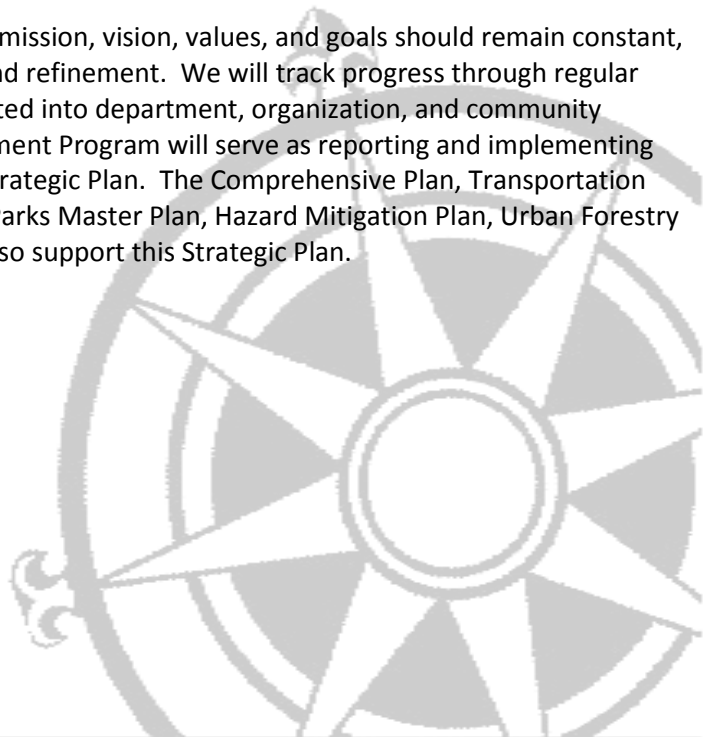 mission, vision, values, and goals should remain constant,
nd refinement. We will track progress through regular
ted into department, organization, and community
ment Program will serve as reporting and implementing
trategic Plan. The Comprehensive Plan, Transportation
arks Master Plan, Hazard Mitigation Plan, Urban Forestry
so support this Strategic Plan.